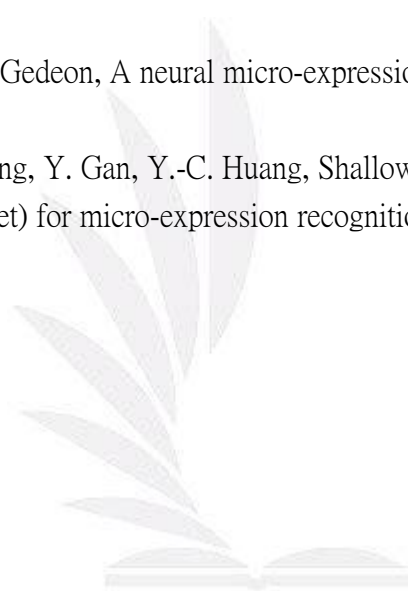 Gedeon, A neural micro-expressio
ng, Y. Gan, Y.-C. Huang, Shallow
et) for micro-expression recognitio